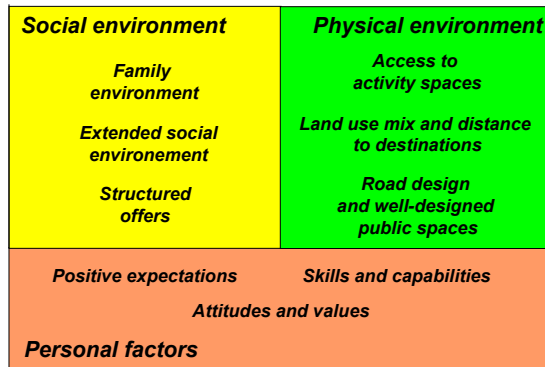 Social environment
Family
environment
Extended social
environement
Structured
offers
Physical environment
Access to
activity spaces
Land use mix and distance
to destinations
Road design
and well-designed
public spaces
Positive expectations
Skills and capabilities
Attitudes and values
Personal factors